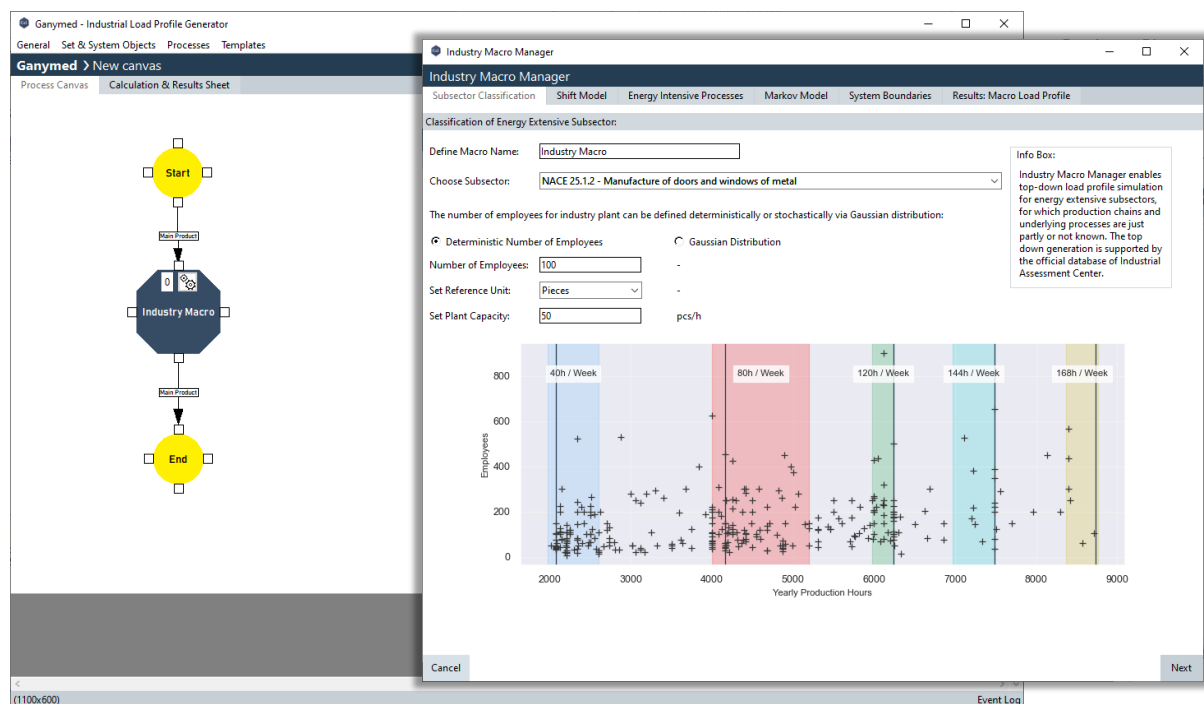 Ganymed - Industrial Load Profile Generator
General Set & System Objects Processes Templates
Ganymed ❯ New canvas
Process Canvas Calculation & Results Sheet
Start
Main Product
0
Industry Macro
Main Product
End
(1100x600)
Event Log
Industry Macro Manager
Industry Macro Manager
Subsector Classification Shift Model Energy Intensive Processes Markov Model System Boundaries Results: Macro Load Profile
Classification of Energy Extensive Subsector:
Define Macro Name: Industry Macro
Choose Subsector: NACE 25.1.2 - Manufacture of doors and windows of metal
The number of employees for industry plant can be defined deterministically or stochastically via Gaussian distribution:
Deterministic Number of Employees Gaussian Distribution
Number of Employees: 100 -
Set Reference Unit: Pieces -
Set Plant Capacity: 50 pcs/h
Info Box:
Industry Macro Manager enables
top-down load profile simulation
for energy extensive subsectors,
for which production chains and
underlying processes are just
partly or not known. The top
down generation is supported by
the official database of Industrial
Assessment Center.
40h / Week 80h / Week 120h / Week 144h / Week 168h / Week
800
600
400
200
0
Employees
2000 3000 4000 5000 6000 7000 8000 9000
Yearly Production Hours
Cancel Next